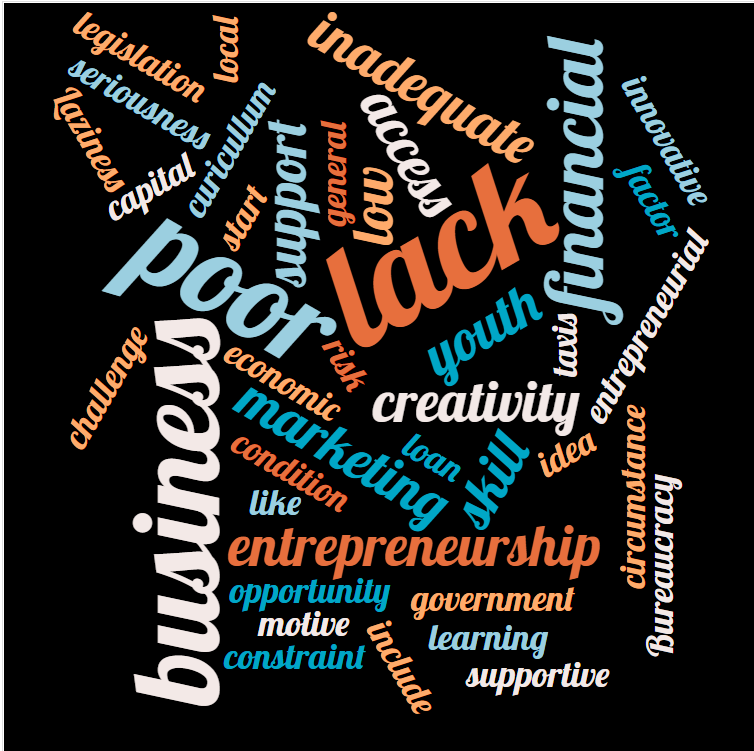 legislation
local
seriousness
inadequate
financial
Laziness
capital
curicullum
access
innovative
start
support
general
low
factor
poor
lack
entrepreneurial
youth
taxis
business
challenge
risk
economic
creativity
marketing
loan
skill
idea
condition
circumstance
like
Bureaucracy
entrepreneurship
opportunity
government
motive
learning
constraint
include
supportive